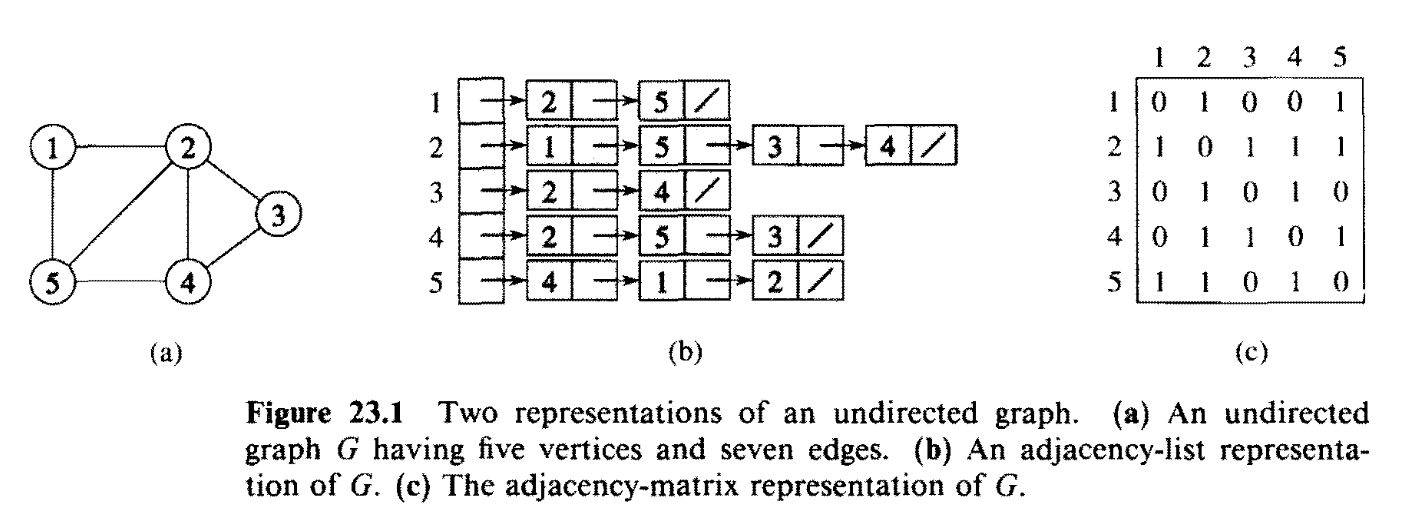 1 2 3 4 5
1 2 5 / 1 0 1 0 0 1
1 2 2 1 5 3 4 / 2 1 0 1 1 1
3 3 2 4 / 3 0 1 0 1 0
4 2 5 3 / 4 0 1 1 0 1
5 4 5 4 1 2 / 5 1 1 0 1 0
(a) (b) (c)
Figure 23.1 Two representations of an undirected graph. (a) An undirected
graph G having five vertices and seven edges. (b) An adjacency-list representa-
tion of G. (c) The adjacency-matrix representation of G.